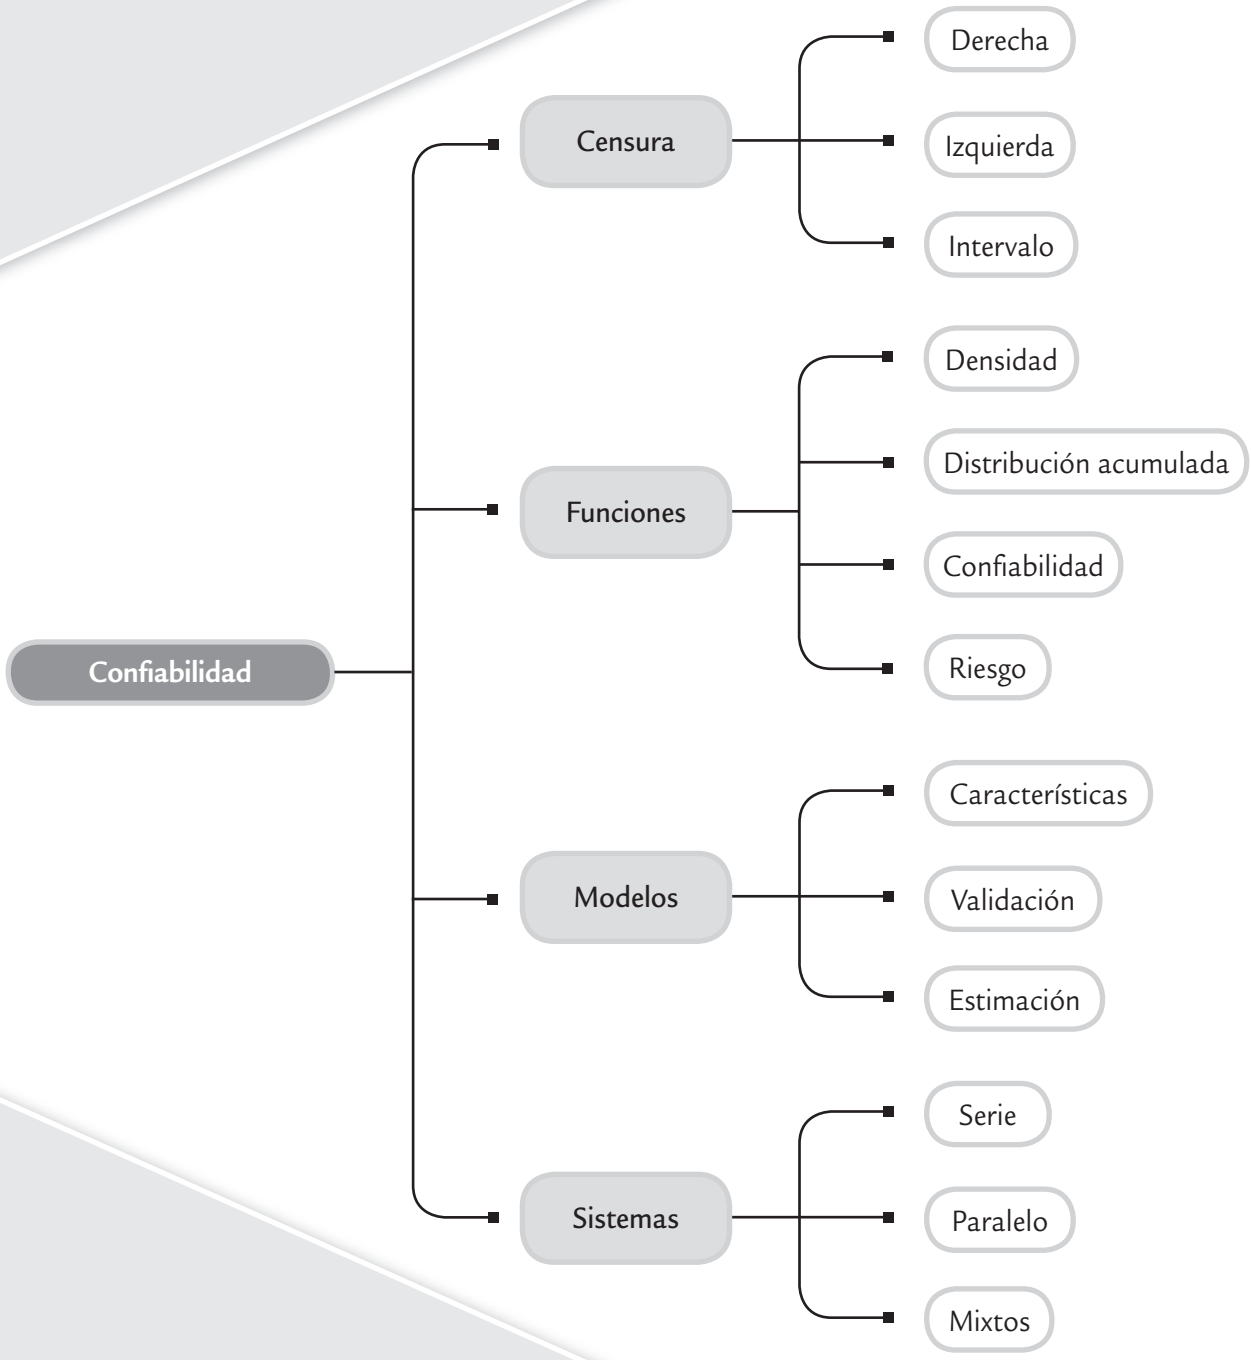 Confiabilidad
Censura
Derecha
Izquierda
Intervalo
Funciones
Densidad
Distribución acumulada
Confiabilidad
Riesgo
Modelos
Características
Validación
Estimación
Sistemas
Serie
Paralelo
Mixtos